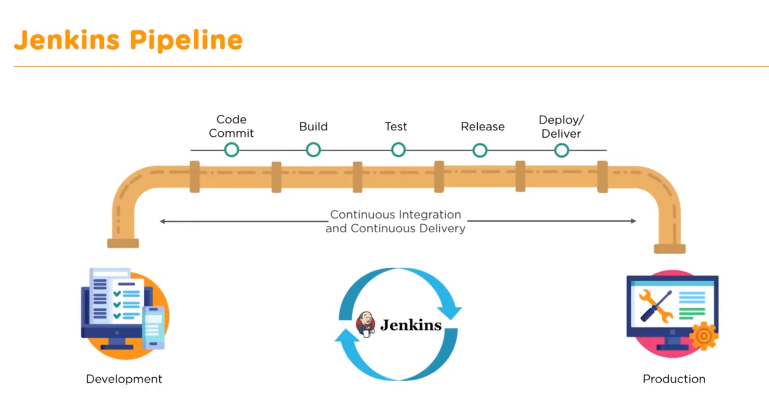 Jenkins Pipeline
Code
Commit
Build
Test
Release
Deploy/
Deliver
Continuous Integration
and Continuous Delivery
Jenkins
Development
Production